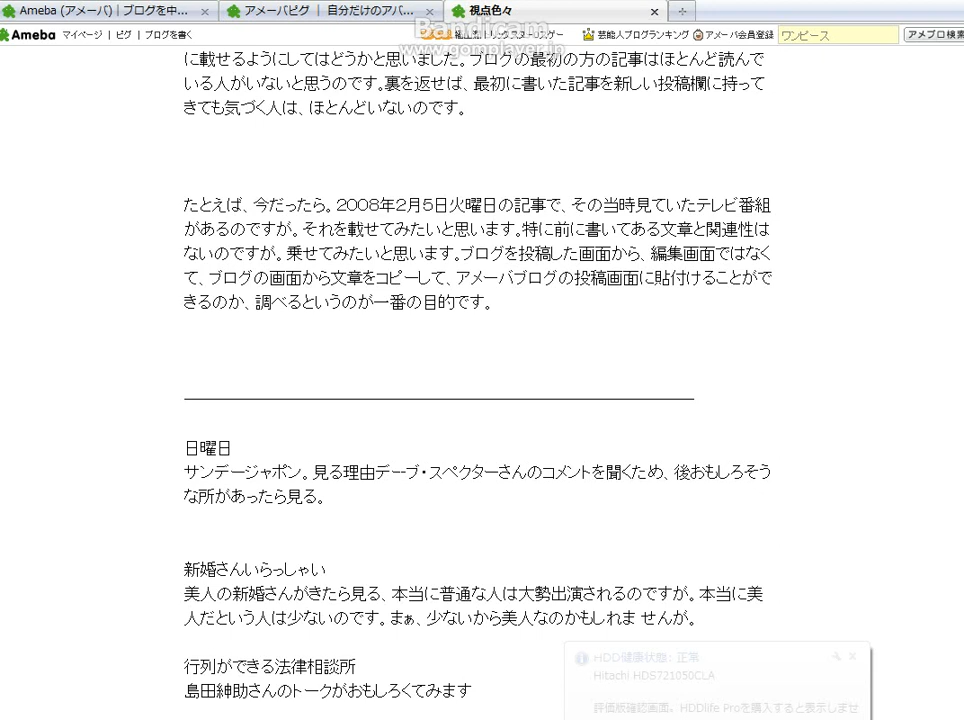 Ameba (アメーバ) | ブログを中...
アメーバピグ | 自分だけのアバ...
視点色々
Bandicam
www.gomplayer.jp
Ameba マイページ | ピグ | ブログを書く
芸能人ブログランキング
アメーバ会員登録
ワンピース
アメブロ検索
に載せるようにしてはどうかと思いました。ブログの最初の方の記事はほとんど読んで
いる人がいないと思うのです。裏を返せば、最初に書いた記事を新しい投稿欄に持って
きても気づく人は、ほとんどいないのです。
たとえば、今だったら。2008年2月5日火曜日の記事で、その当時見ていたテレビ番組
があるのですが。それを載せてみたいと思います。特に前に書いてある文章と関連性は
ないのですが。乗せてみたいと思います。ブログを投稿した画面から、編集画面ではなく
て、ブログの画面から文章をコピーして、アメーバブログの投稿画面に貼付けることがで
きるのか、調べるというのが一番の目的です。
日曜日
サンデージャポン。見る理由デーブ・スペクターさんのコメントを聞くため、後おもしろそう
な所があったら見る。
新婚さんいらっしゃい
美人の新婚さんがきたら見る、本当に普通な人は大勢出演されるのですが。本当に美
人だという人は少ないのです。まぁ、少ないから美人なのかもしれま せんが。
行列ができる法律相談所
島田紳助さんのトークがおもしろくてみます
HDD健康状態: 正常
Hitachi HDS721050CLA
評価版確認画面。HDDlife Proを購入すると表示しませ